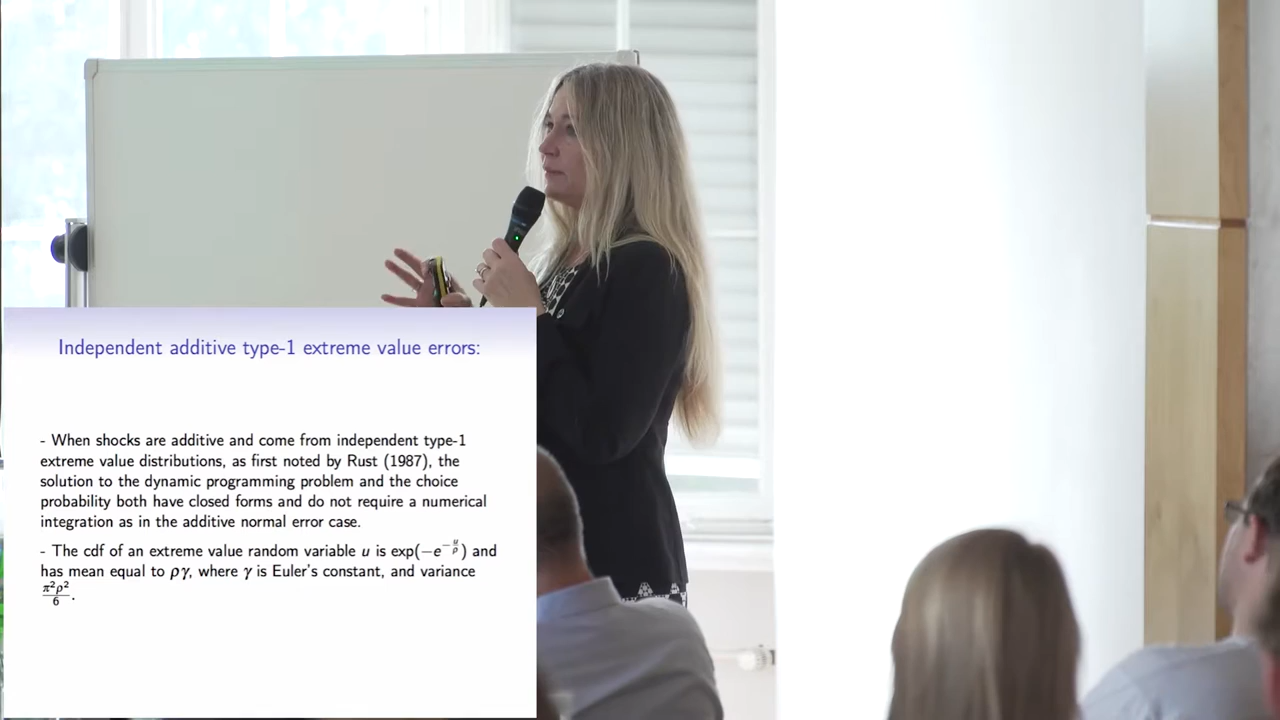 Independent additive type-1 extreme value errors:
- When shocks are additive and come from independent type-1
extreme value distributions, as first noted by Rust (1987), the
solution to the dynamic programming problem and the choice
probability both have closed forms and do not require a numerical
integration as in the additive normal error case.
- The cdf of an extreme value random variable u is exp(−e^{−u/ρ}) and
has mean equal to ργ, where γ is Euler's constant, and variance
π²ρ²/6.